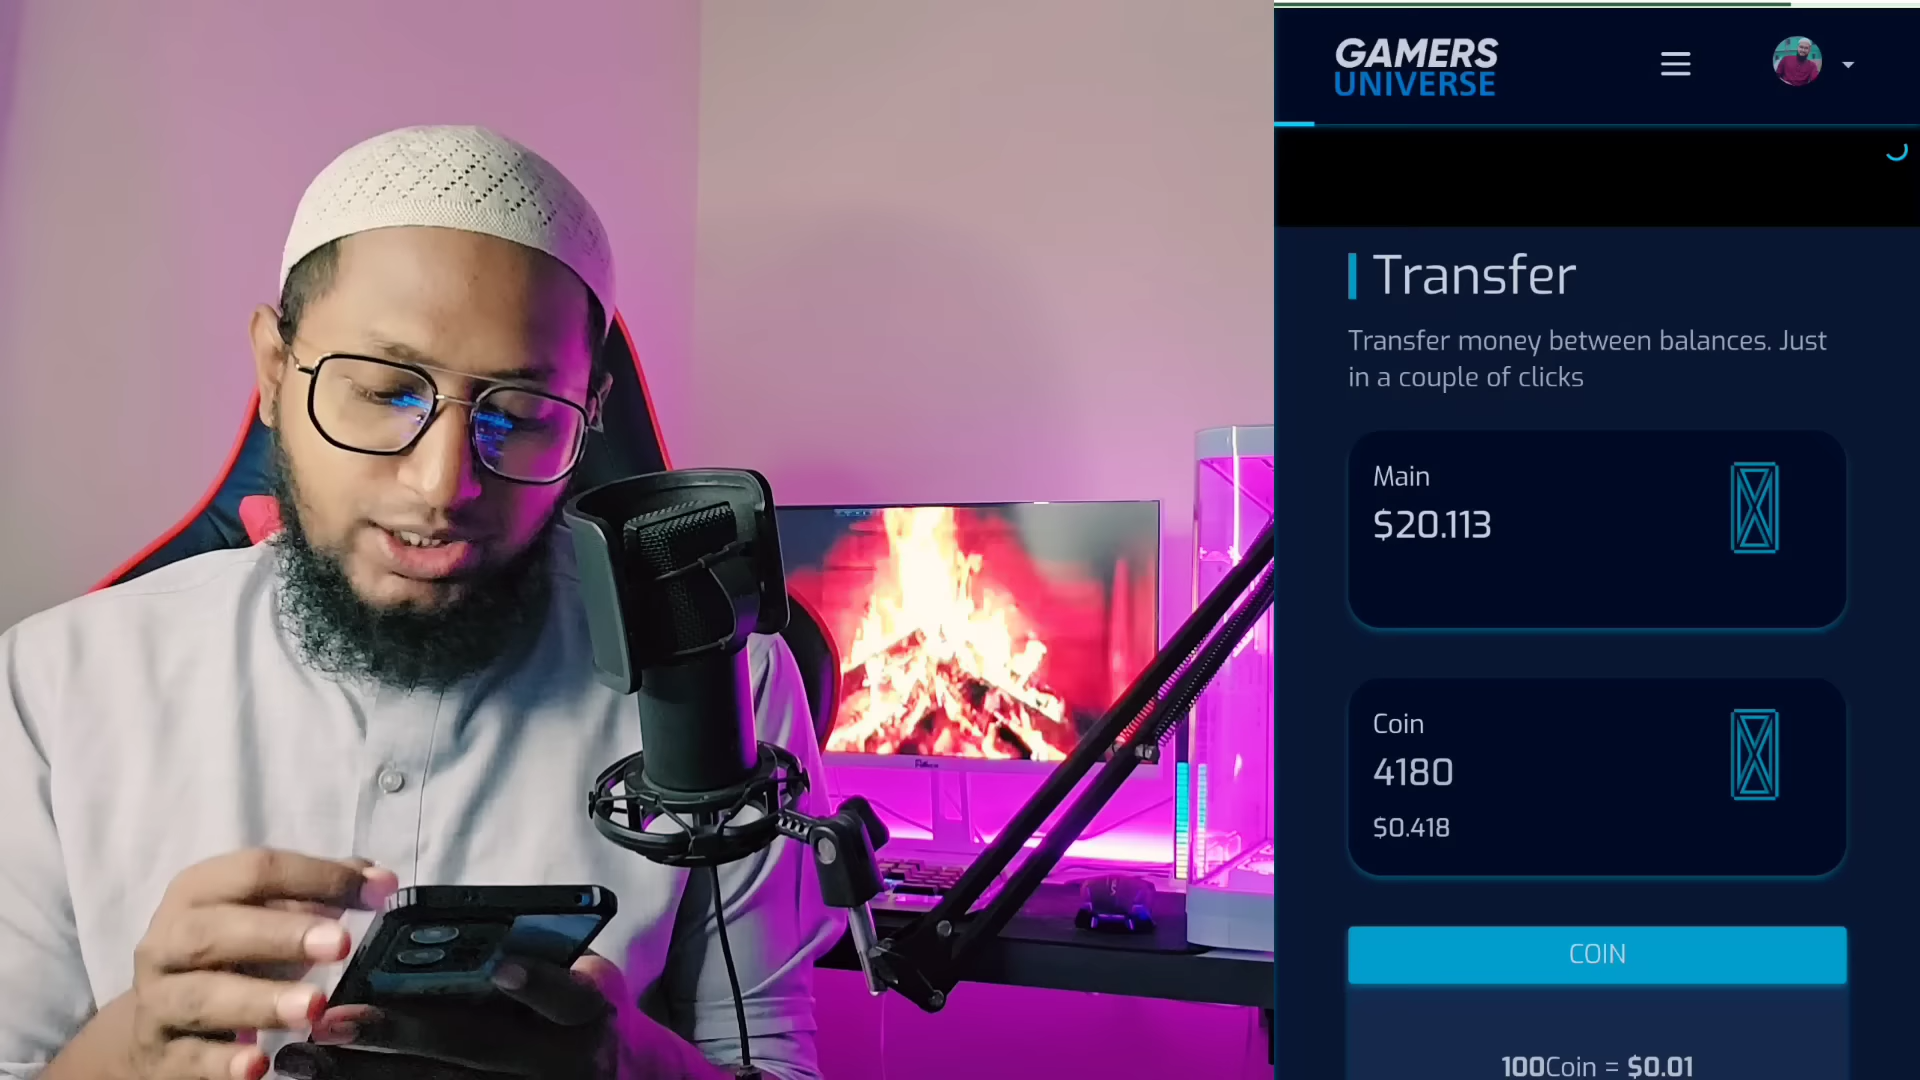 GAMERS
UNIVERSE
Transfer
Transfer money between balances. Just
in a couple of clicks
Main
$20.113
Coin
4180
$0.418
COIN
100Coin = $0.01